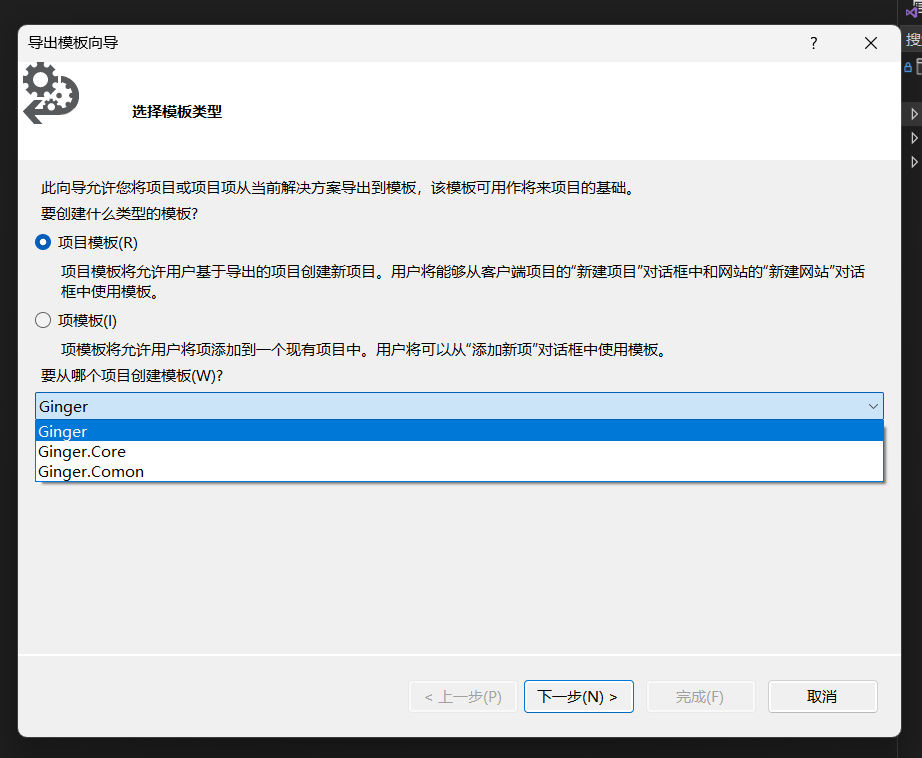 导出模板向导
?
选择模板类型
搜
此向导允许您将项目或项目项从当前解决方案导出到模板，该模板可用作将来项目的基础。
要创建什么类型的模板?
项目模板(R)
项目模板将允许用户基于导出的项目创建新项目。用户将能够从客户端项目的“新建项目”对话框中和网站的“新建网站”对话
框中使用模板。
项模板(I)
项模板将允许用户将项添加到一个现有项目中。用户将可以从“添加新项”对话框中使用模板。
要从哪个项目创建模板(W)?
Ginger
Ginger
Ginger.Core
Ginger.Comon
< 上一步(P)
下一步(N) >
完成(F)
取消